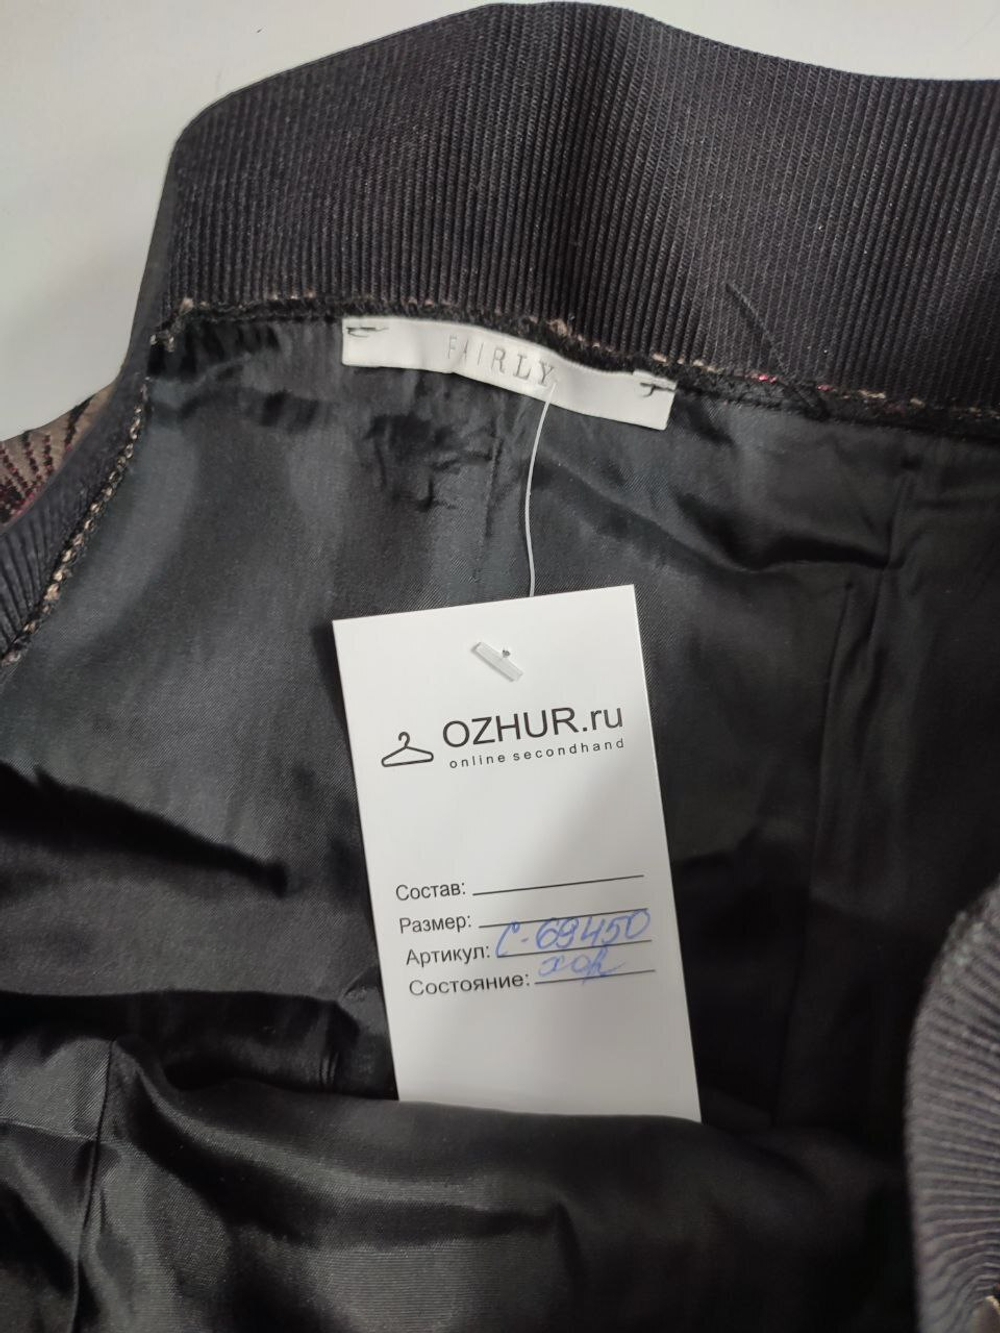 FAIRLY
OZHUR.ru
online secondhand
Состав:
Размер:
Артикул: С-69450
Состояние: хор